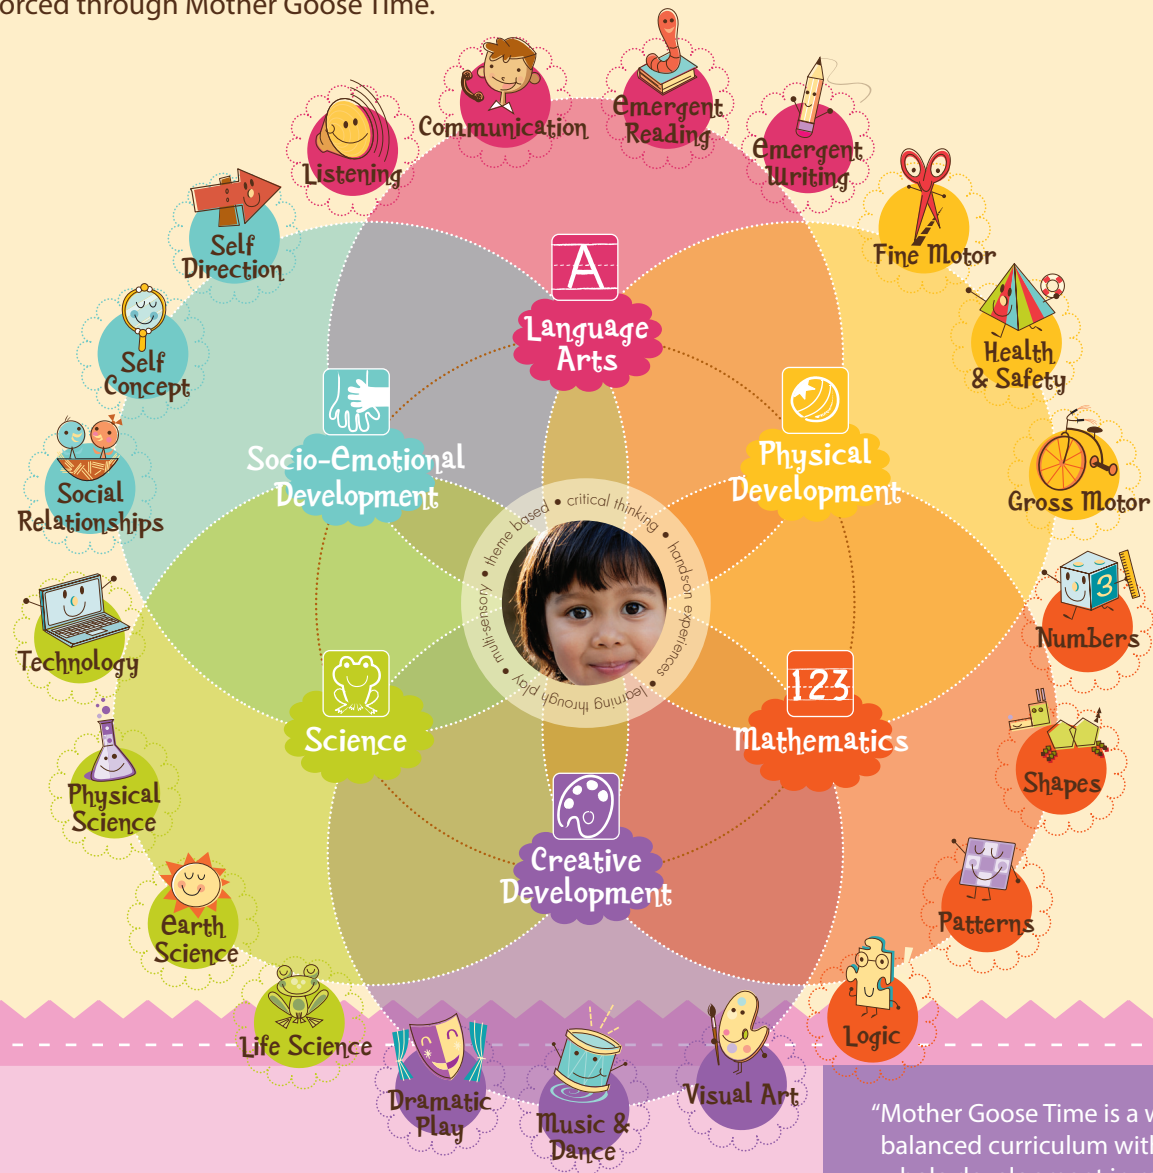 orced through Mother Goose Time.
Communication
Emergent
Reading
Emergent
Writing
Listening
Fine Motor
Self
Direction
Health
& Safety
Self
Concept
Gross Motor
Social
Relationships
Numbers
Technology
Shapes
Physical
Science
Patterns
Earth
Science
Logic
Life Science
Dramatic
Play
Music &
Dance
Visual Art
A
Language
Arts
Socio-Emotional
Development
Physical
Development
Science
123
Mathematics
Creative
Development
3
theme based • critical thinking • hands-on experiences • learning through play • multi-sensory •
“Mother Goose Time is a w
balanced curriculum with